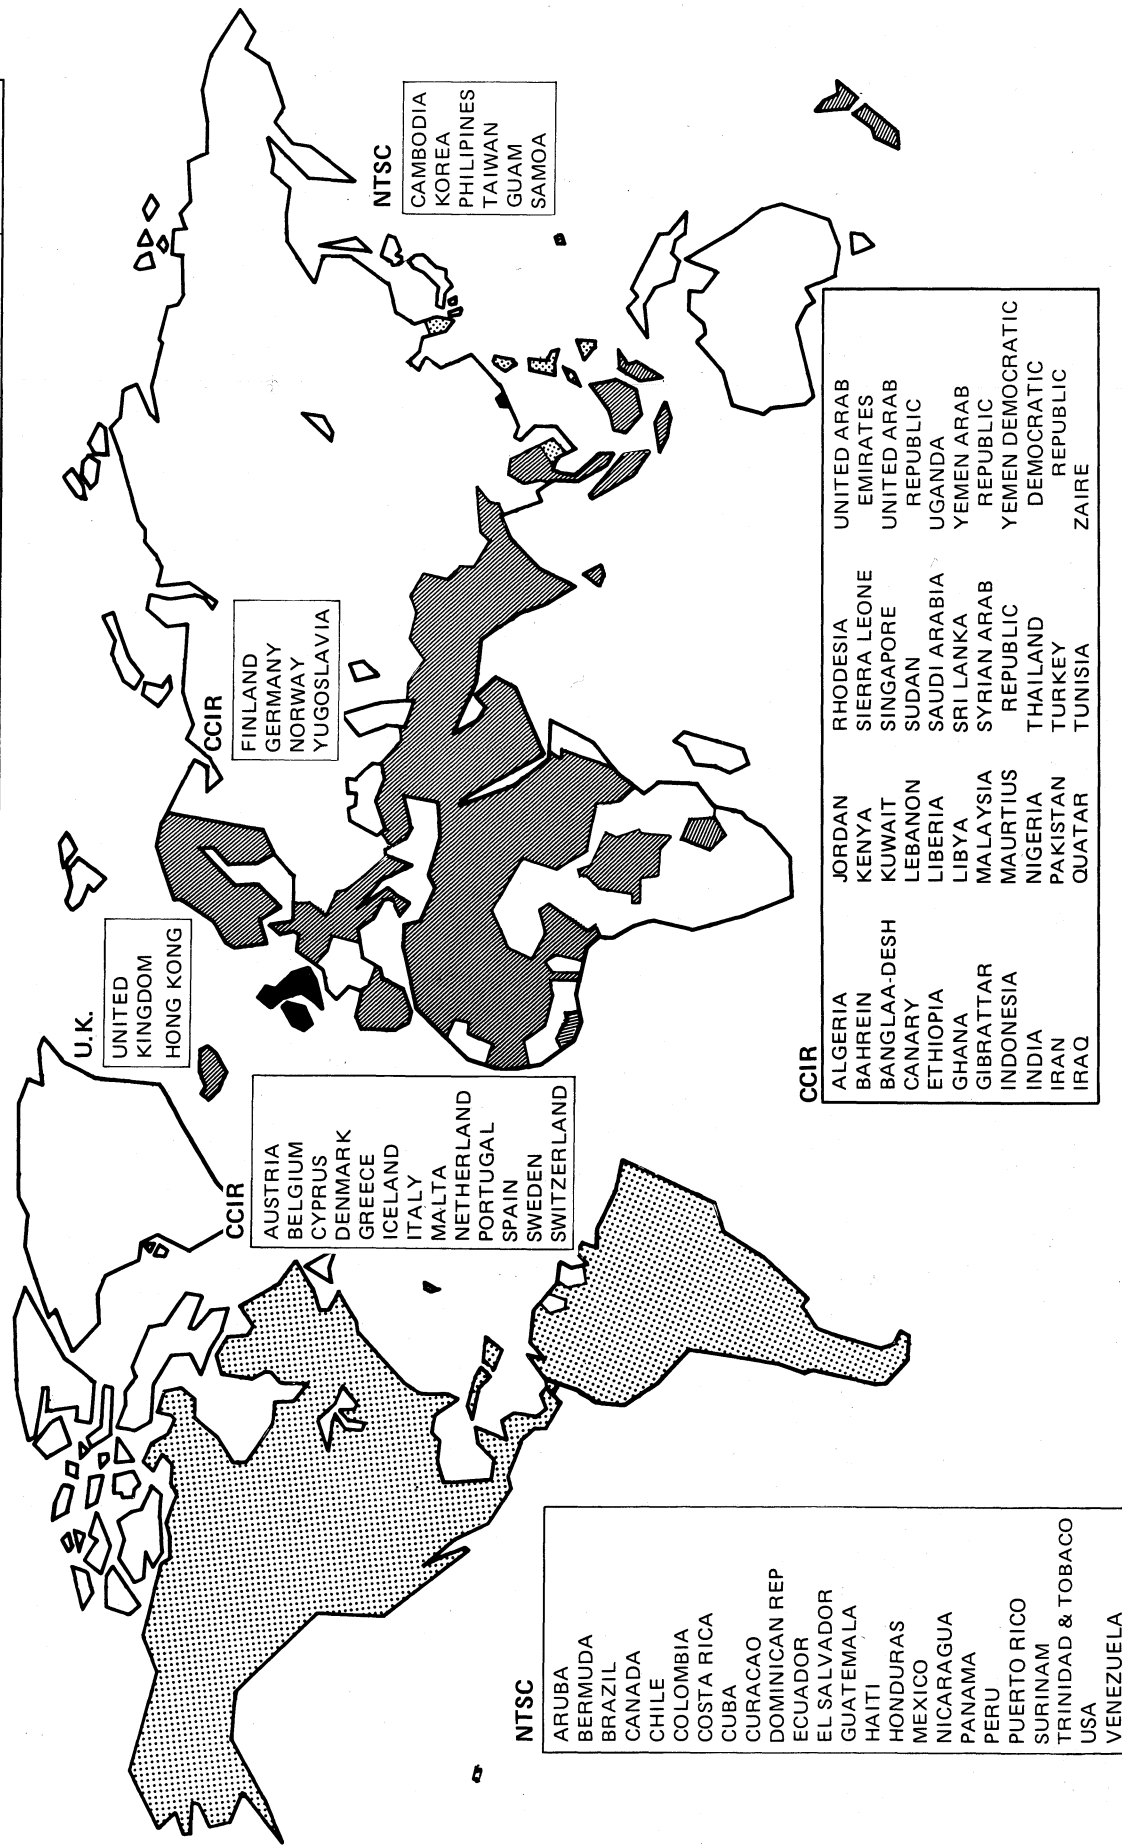 U.K.
UNITED
KINGDOM
HONG KONG
CCIR
FINLAND
GERMANY
NORWAY
YUGOSLAVIA
NTSC
CAMBODIA
KOREA
PHILIPINES
TAIWAN
GUAM
SAMOA
CCIR
AUSTRIA
BELGIUM
CYPRUS
DENMARK
GREECE
ICELAND
ITALY
MALTA
NETHERLAND
PORTUGAL
SPAIN
SWEDEN
SWITZERLAND
NTSC
ARUBA
BERMUDA
BRAZIL
CANADA
CHILE
COLOMBIA
COSTA RICA
CUBA
CURACAO
DOMINICAN REP
ECUADOR
EL SALVADOR
GUATEMALA
HAITI
HONDURAS
MEXICO
NICARAGUA
PANAMA
PERU
PUERTO RICO
SURINAM
TRINIDAD & TOBACO
USA
VENEZUELA
CCIR
ALGERIA
BAHREIN
BANGLAA-DESH
CANARY
ETHIOPIA
GHANA
GIBRATTAR
INDONESIA
INDIA
IRAN
IRAQ
JORDAN
KENYA
KUWAIT
LEBANON
LIBERIA
LIBYA
MALAYSIA
MAURTIUS
NIGERIA
PAKISTAN
QUATAR
RHODESIA
SIERRA LEONE
SINGAPORE
SUDAN
SAUDI ARABIA
SRI LANKA
SYRIAN ARAB
REPUBLIC
THAILAND
TURKEY
TUNISIA
UNITED ARAB
EMIRATES
UNITED ARAB
REPUBLIC
UGANDA
YEMEN ARAB
REPUBLIC
YEMEN DEMOCRATIC
DEMOCRATIC
REPUBLIC
ZAIRE